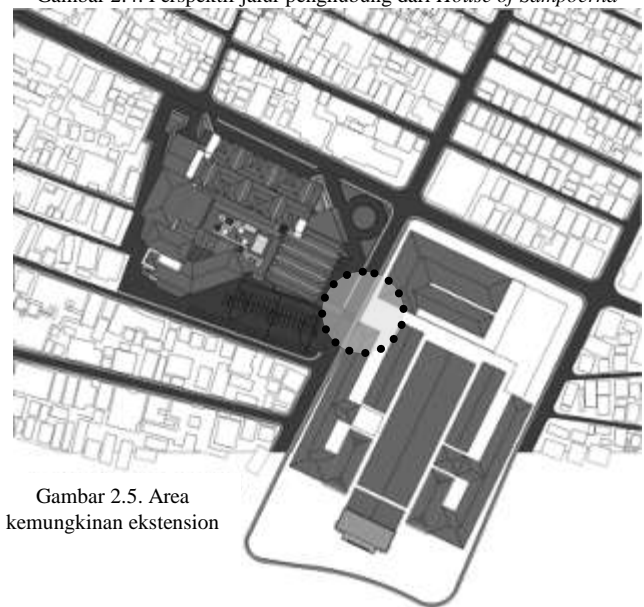 Gambar 2.4. Perspektif jalur penghubung dari House of Sampoerna
Gambar 2.5. Area
kemungkinan ekstension